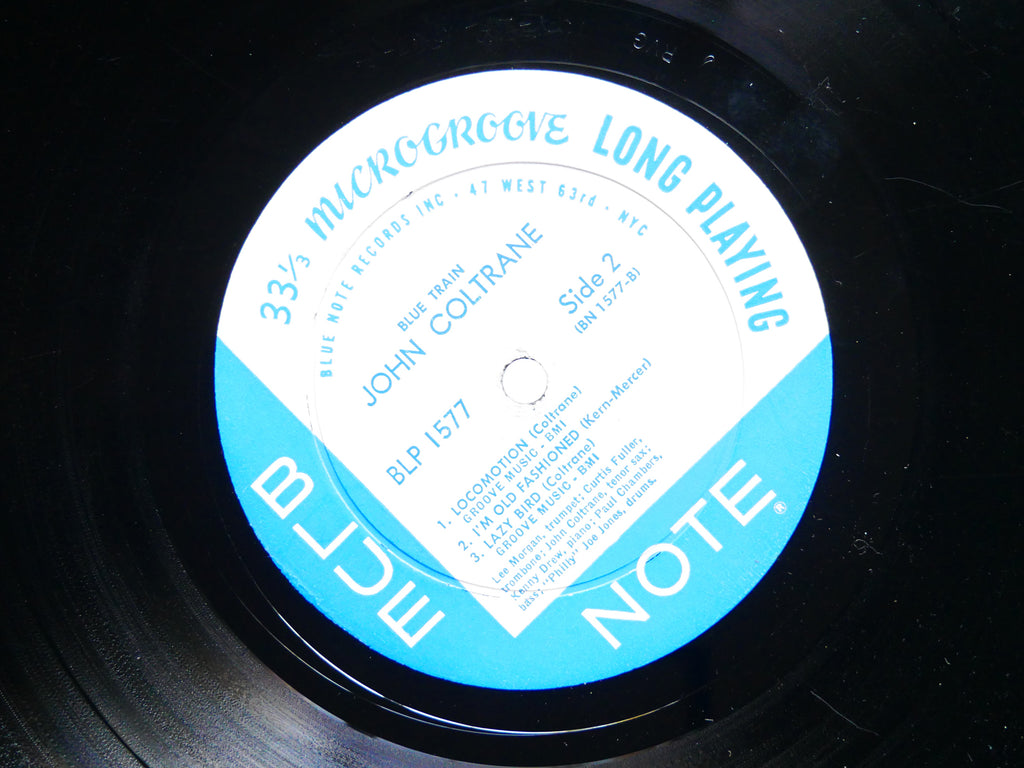 RVG
33⅓ MICROGROOVE LONG PLAYING
BLUE NOTE RECORDS INC · 47 WEST 63rd · NYC
BLUE TRAIN
JOHN COLTRANE
BLP 1577
Side 2
(BN 1577-B)
1. LOCOMOTION (Coltrane)
GROOVE MUSIC - BMI
2. I'M OLD FASHIONED (Kern-Mercer)
3. LAZY BIRD (Coltrane)
GROOVE MUSIC - BMI
Lee Morgan, trumpet; Curtis Fuller,
trombone; John Coltrane, tenor sax;
Kenny Drew, piano; Paul Chambers,
bass; "Philly" Joe Jones, drums.
BLUE NOTE ®